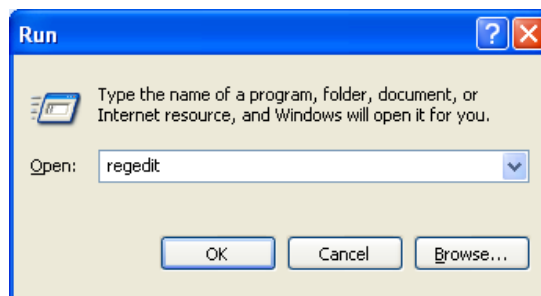 Run
Type the name of a program, folder, document, or
Internet resource, and Windows will open it for you.
Open: regedit
OK Cancel Browse...